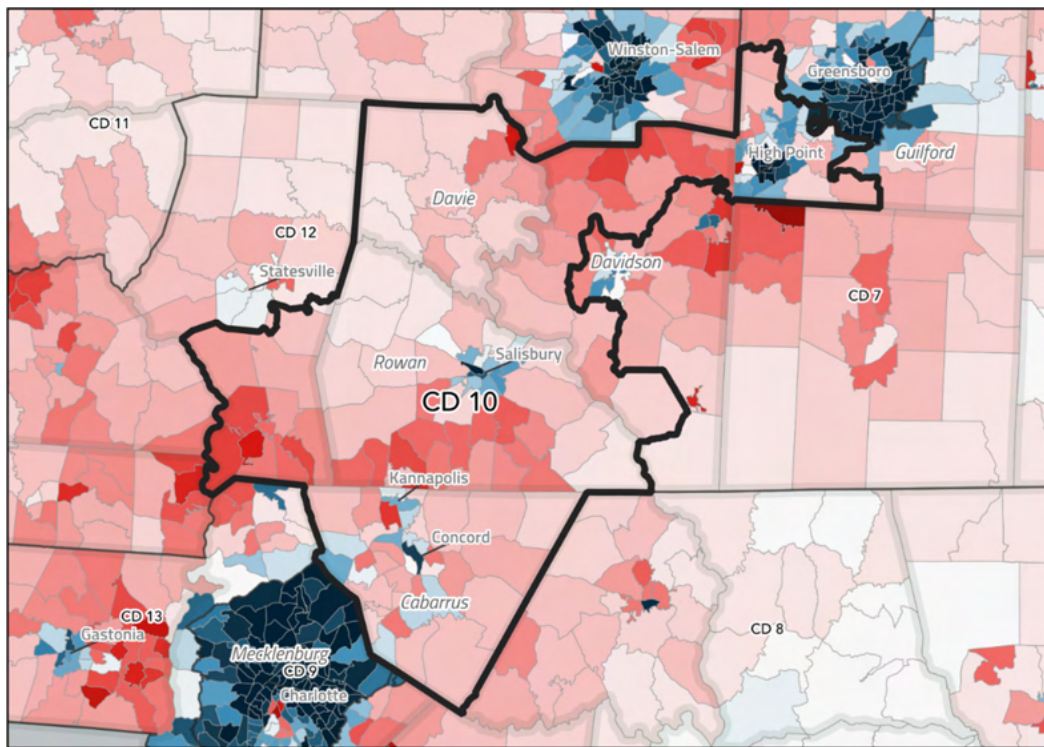 Winston-Salem
Greensboro
CD 11
High Point
Guilford
Davie
CD 12
Statesville
Davidson
CD 7
Rowan
Salisbury
CD 10
Kannapolis
Concord
Cabarrus
CD 13
Gastonia
CD 8
Mecklenburg
CD 9
Charlotte